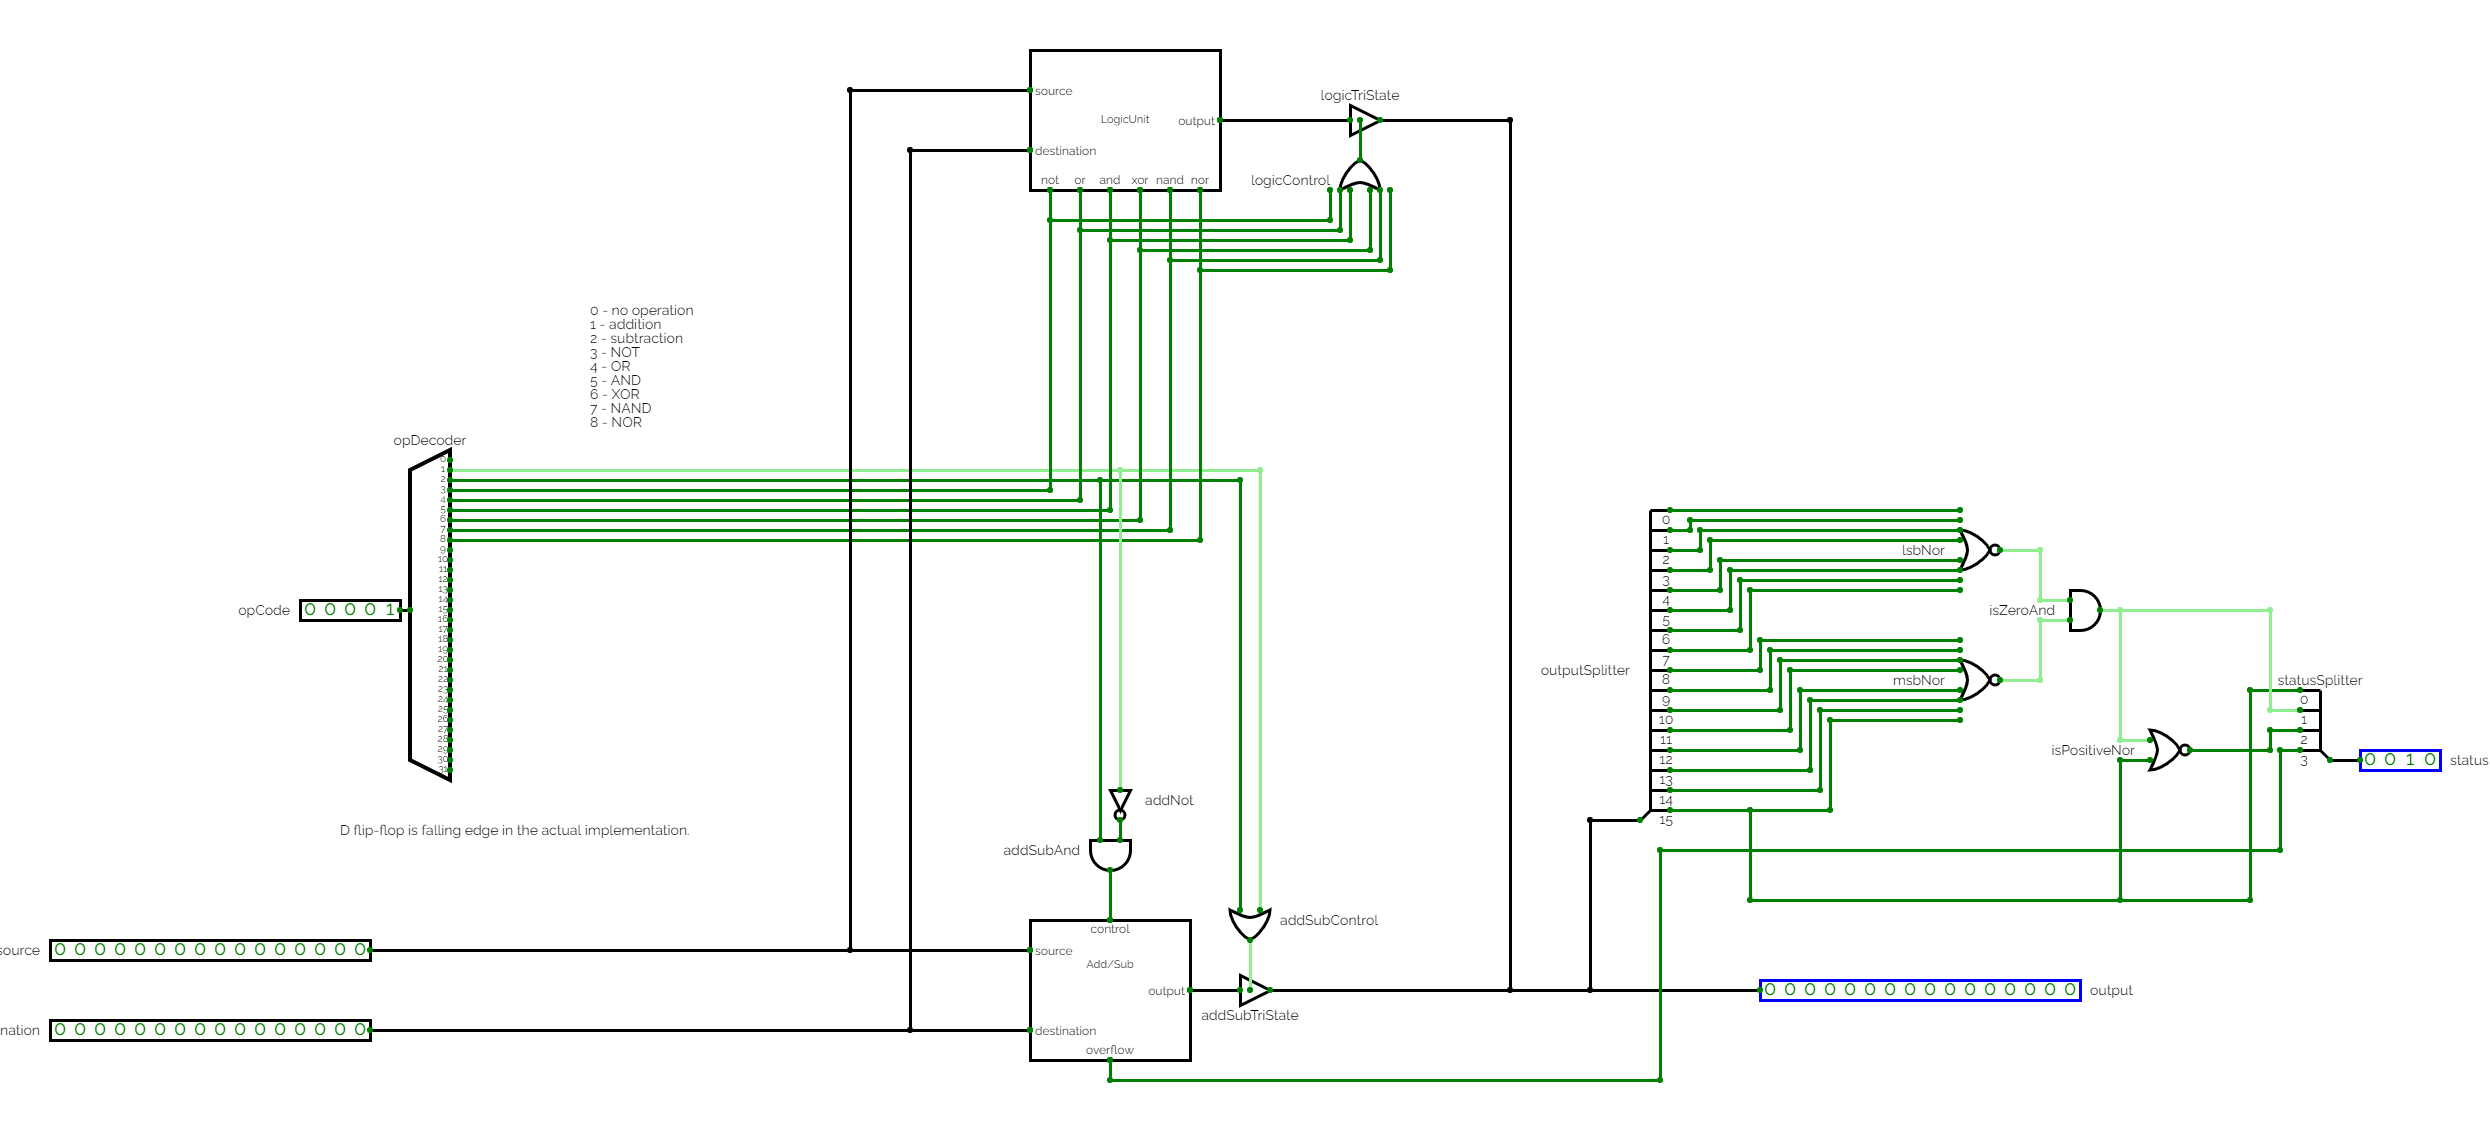 logicTriState
source
LogicUnit
output
destination
not or and xor nand nor
logicControl
0 - no operation
1 - addition
2 - subtraction
3 - NOT
4 - OR
5 - AND
6 - XOR
7 - NAND
8 - NOR
opDecoder
0
1
2
3
4
5
6
7
8
9
10
11
12
13
14
15
16
17
18
19
20
21
22
23
24
25
26
27
28
29
30
31
opCode
0 0 0 0 1
D flip-flop is falling edge in the actual implementation.
addNot
addSubAnd
addSubControl
control
source
Add/Sub
output
destination
overflow
addSubTriState
source
0 0 0 0 0 0 0 0 0 0 0 0 0 0 0 0
nation
0 0 0 0 0 0 0 0 0 0 0 0 0 0 0 0
outputSplitter
0
1
2
3
4
5
6
7
8
9
10
11
12
13
14
15
lsbNor
msbNor
isZeroAnd
isPositiveNor
statusSplitter
0
1
2
3
0 0 1 0
status
0 0 0 0 0 0 0 0 0 0 0 0 0 0 0 0
output